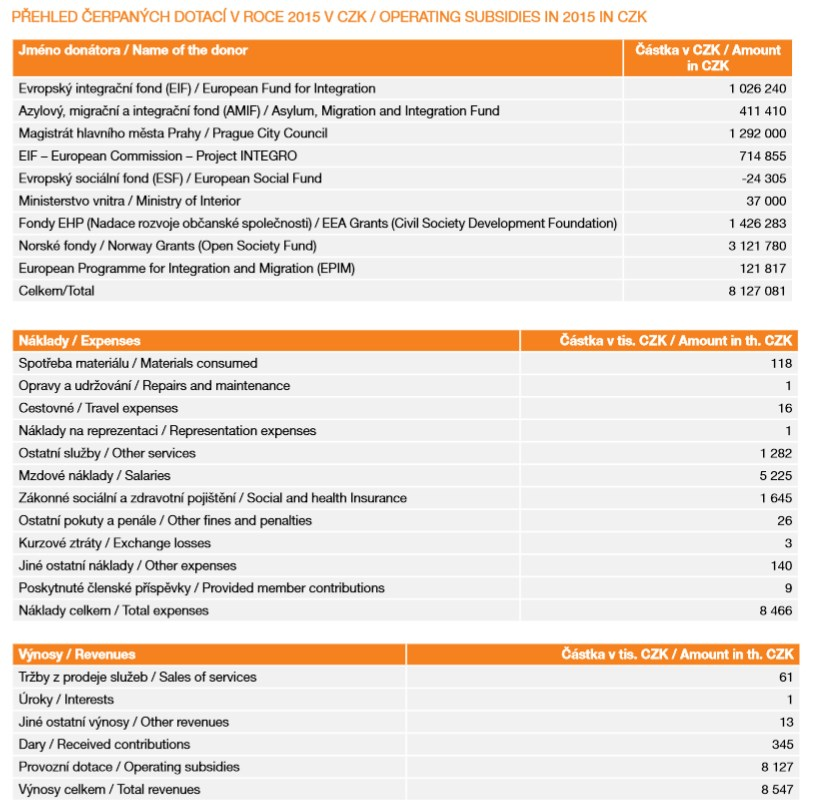 PŘEHLED ČERPANÝCH DOTACÍ V ROCE 2015 V CZK / OPERATING SUBSIDIES IN 2015 IN CZK
Jméno donátora / Name of the donor Částka v CZK / Amount
in CZK
Evropský integrační fond (EIF) / European Fund for Integration 1 026 240
Azylový, migrační a integrační fond (AMIF) / Asylum, Migration and Integration Fund 411 410
Magistrát hlavního města Prahy / Prague City Council 1 292 000
EIF – European Commission – Project INTEGRO 714 855
Evropský sociální fond (ESF) / European Social Fund -24 305
Ministerstvo vnitra / Ministry of Interior 37 000
Fondy EHP (Nadace rozvoje občanské společnosti) / EEA Grants (Civil Society Development Foundation) 1 426 283
Norské fondy / Norway Grants (Open Society Fund) 3 121 780
European Programme for Integration and Migration (EPIM) 121 817
Celkem/Total 8 127 081
Náklady / Expenses Částka v tis. CZK / Amount in th. CZK
Spotřeba materiálu / Materials consumed 118
Opravy a udržování / Repairs and maintenance 1
Cestovné / Travel expenses 16
Náklady na reprezentaci / Representation expenses 1
Ostatní služby / Other services 1 282
Mzdové náklady / Salaries 5 225
Zákonné sociální a zdravotní pojištění / Social and health Insurance 1 645
Ostatní pokuty a penále / Other fines and penalties 26
Kurzové ztráty / Exchange losses 3
Jiné ostatní náklady / Other expenses 140
Poskytnuté členské příspěvky / Provided member contributions 9
Náklady celkem / Total expenses 8 466
Výnosy / Revenues Částka v tis. CZK / Amount in th. CZK
Tržby z prodeje služeb / Sales of services 61
Úroky / Interests 1
Jiné ostatní výnosy / Other revenues 13
Dary / Received contributions 345
Provozní dotace / Operating subsidies 8 127
Výnosy celkem / Total revenues 8 547